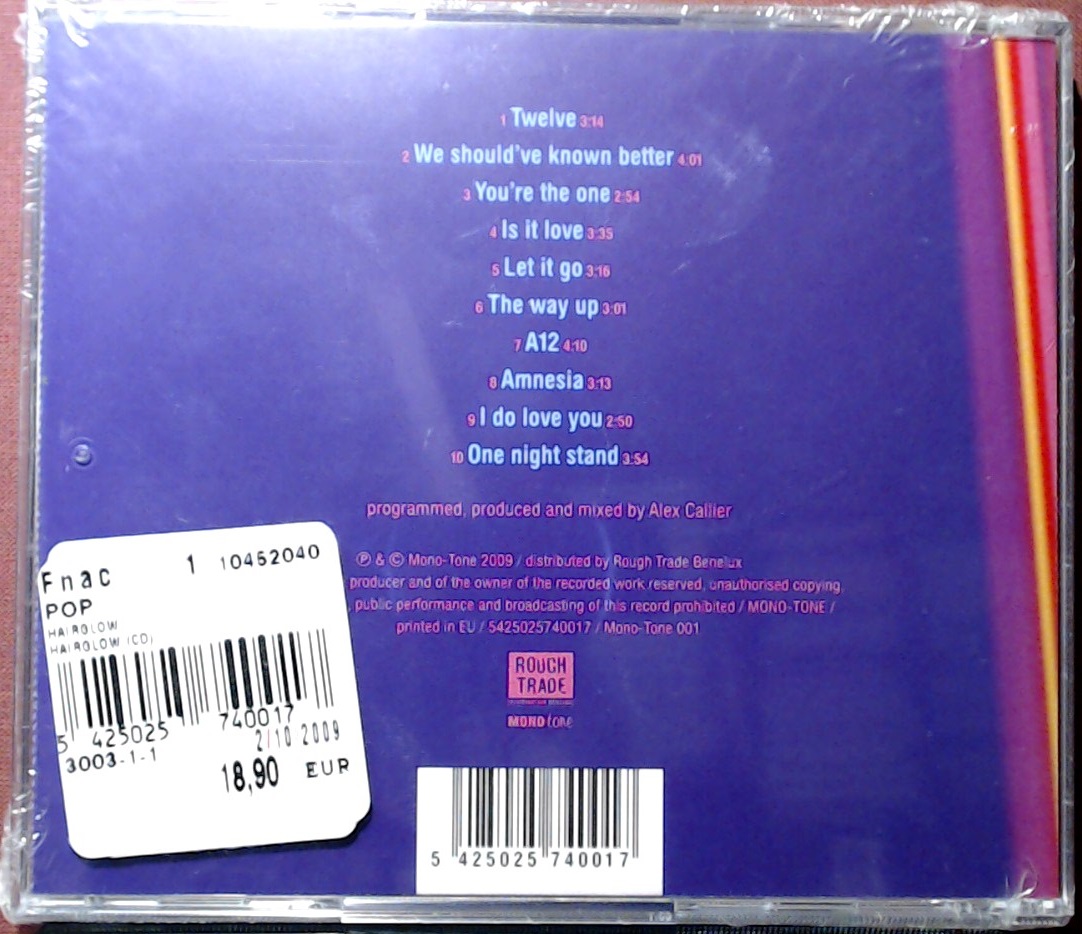 1 Twelve 3:14
2 We should've known better 4:01
3 You're the one 2:54
4 Is it love 3:35
5 Let it go 3:16
6 The way up 3:01
7 A12 4:10
8 Amnesia 3:13
9 I do love you 2:50
10 One night stand 3:54
programmed, produced and mixed by Alex Callier
℗ & © Mono-Tone 2009 / distributed by Rough Trade Benelux
producer and of the owner of the recorded work reserved, unauthorised copying,
, public performance and broadcasting of this record prohibited / MONO-TONE /
printed in EU / 5425025740017 / Mono-Tone 001
ROUGH
TRADE
MONO tone
5 425025 740017
Fnac 1 10452040
POP
HAIRGLOW
HAIRGLOW (CD)
5 425025 740017
2/10 2009
3003-1-1
18,90 EUR